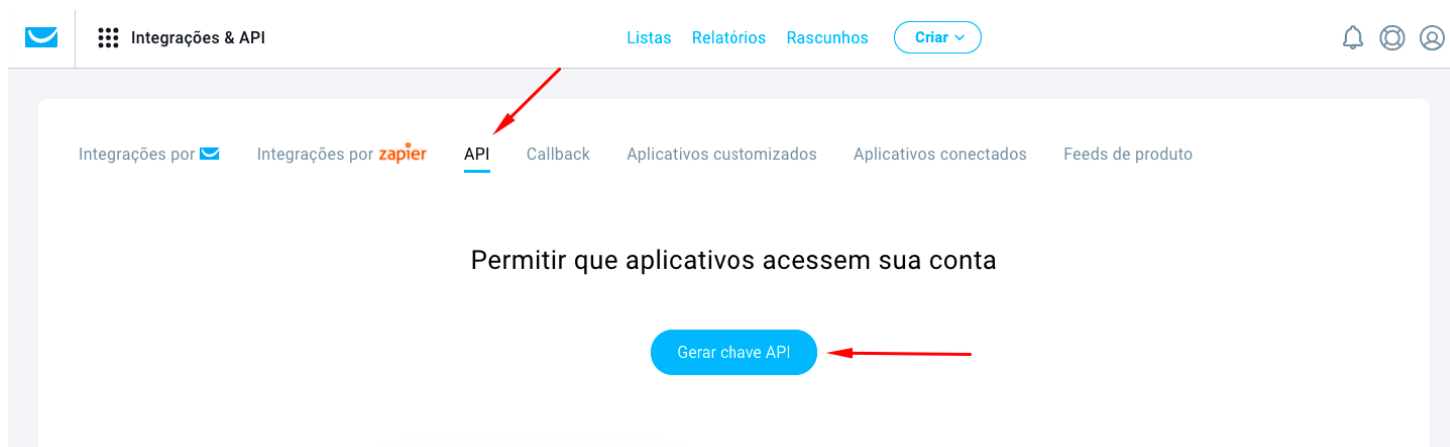 Integrações & API Listas Relatórios Rascunhos Criar
Integrações por Integrações por zapier API Callback Aplicativos customizados Aplicativos conectados Feeds de produto
Permitir que aplicativos acessem sua conta
Gerar chave API